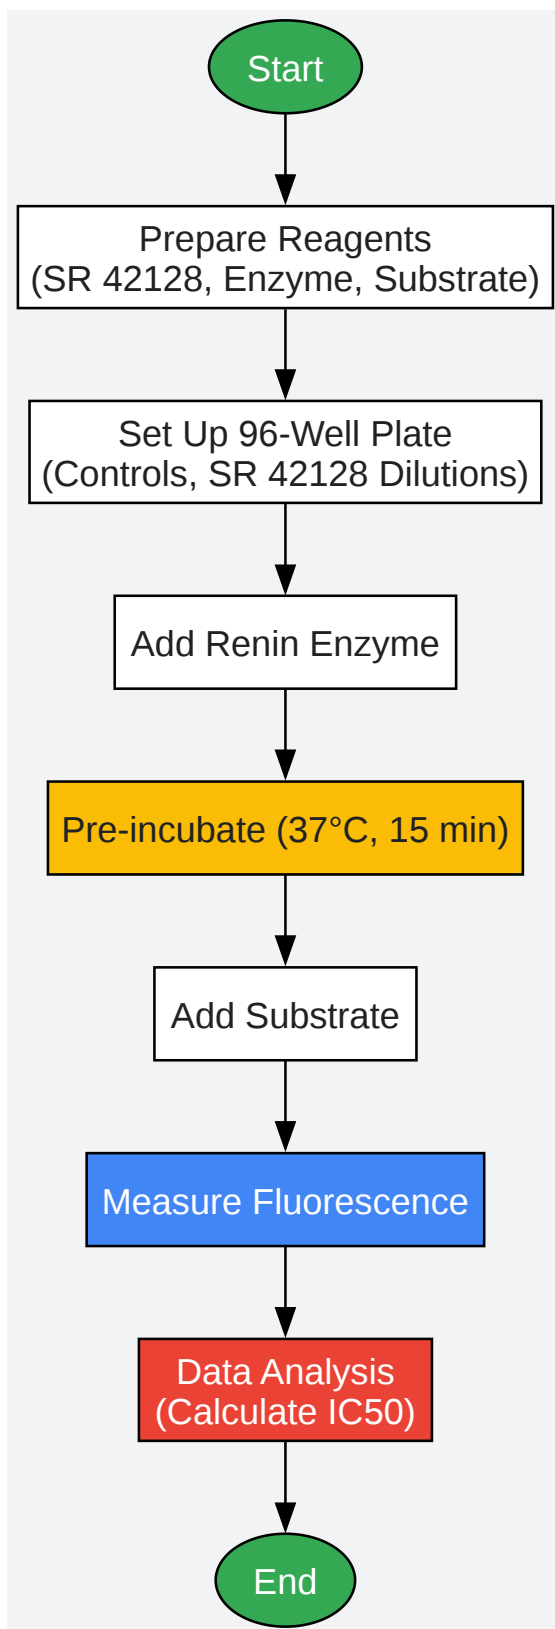 Start
Prepare Reagents
(SR 42128, Enzyme, Substrate)
Set Up 96-Well Plate
(Controls, SR 42128 Dilutions)
Add Renin Enzyme
Pre-incubate (37°C, 15 min)
Add Substrate
Measure Fluorescence
Data Analysis
(Calculate IC50)
End